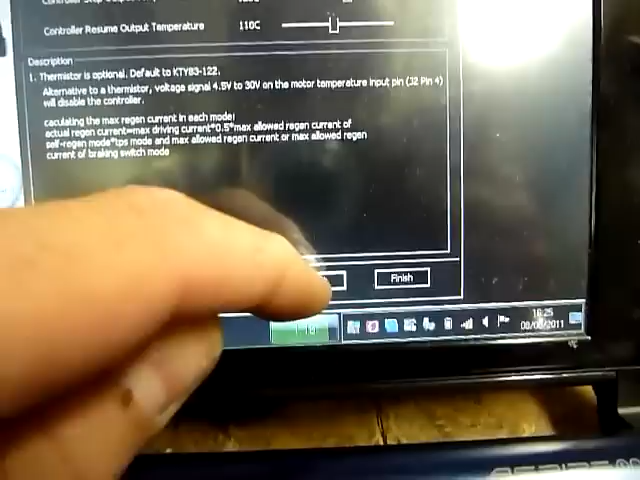 Controller Resume Output Temperature 110C
Description
1. Thermistor is optional. Default to KTY83-122.
Alternative to a thermistor, voltage signal 4.5V to 30V on the motor temperature input pin (J2 Pin 4)
will disable the controller.
caculating the max regen current in each mode:
actual regen current=max driving current*0.5*max allowed regen current of
self-regen mode*tps mode and max allowed regen current or max allowed regen
current of braking switch mode
Finish
16:25
ASPIRE